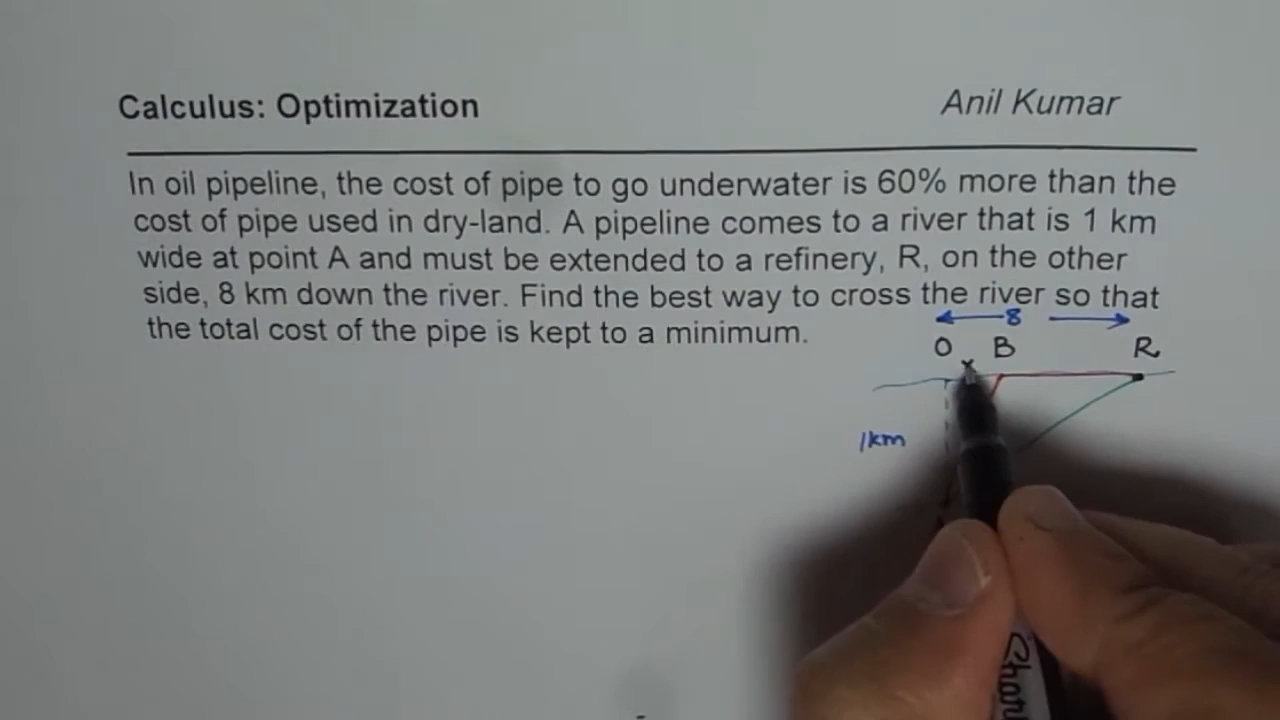 Calculus: Optimization Anil Kumar
In oil pipeline, the cost of pipe to go underwater is 60% more than the
cost of pipe used in dry-land. A pipeline comes to a river that is 1 km
wide at point A and must be extended to a refinery, R, on the other
side, 8 km down the river. Find the best way to cross the river so that
the total cost of the pipe is kept to a minimum.
8
O B R
x
1km